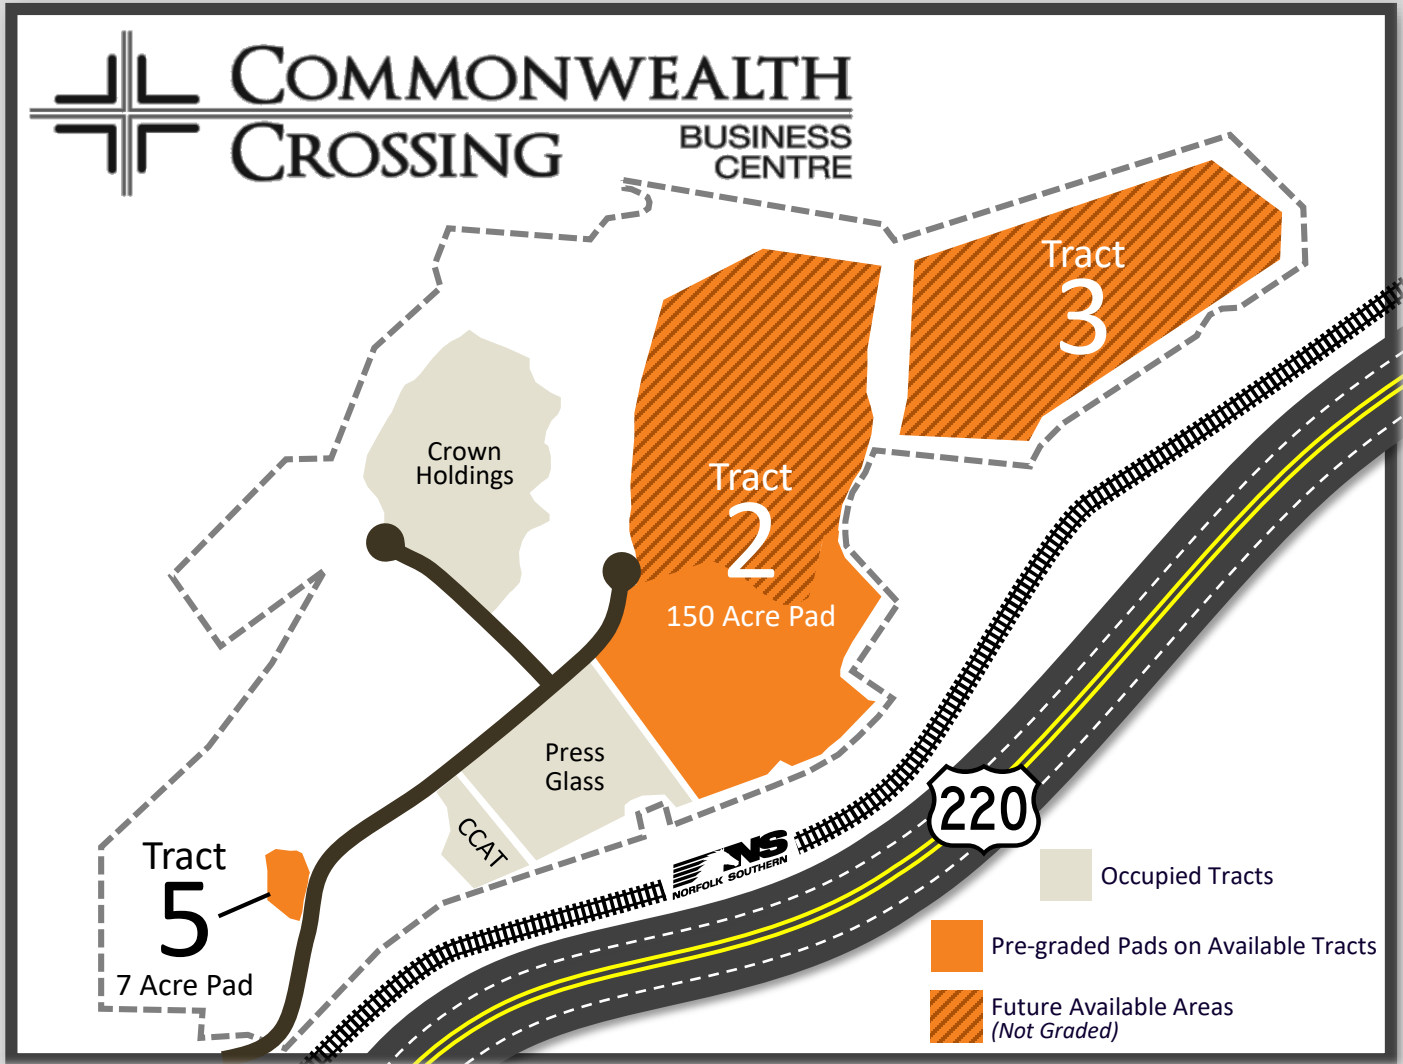 COMMONWEALTH
CROSSING
BUSINESS
CENTRE
Tract
3
Crown
Holdings
Tract
2
150 Acre Pad
Press
Glass
CCAT
220
NS
NORFOLK SOUTHERN
Tract
5
7 Acre Pad
Occupied Tracts
Pre-graded Pads on Available Tracts
Future Available Areas
(Not Graded)